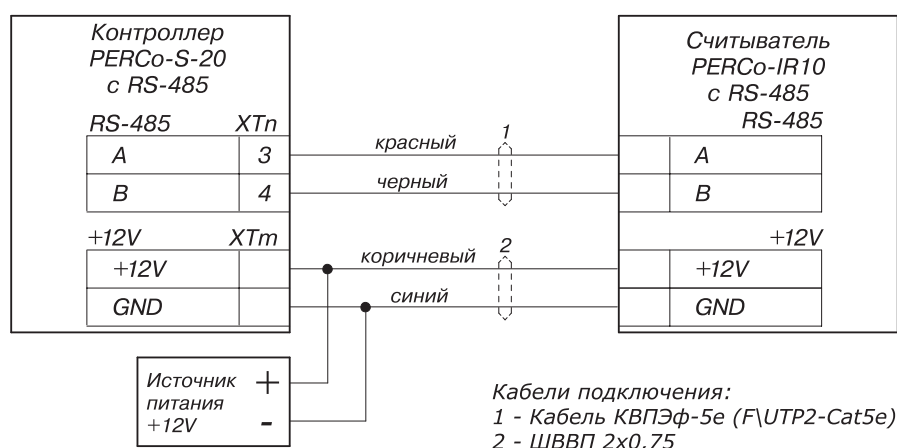 Контроллер
PERCo-S-20
с RS-485
RS-485 XTn
A 3
B 4
+12V XTm
+12V
GND
красный
черный
коричневый
синий
1
2
Считыватель
PERCo-IR10
с RS-485
RS-485
A
B
+12V
+12V
GND
Источник +
питания
+12V -
Кабели подключения:
1 - Кабель КВПЭф-5е (F\UTP2-Cat5e)
2 - ШВВП 2х0,75